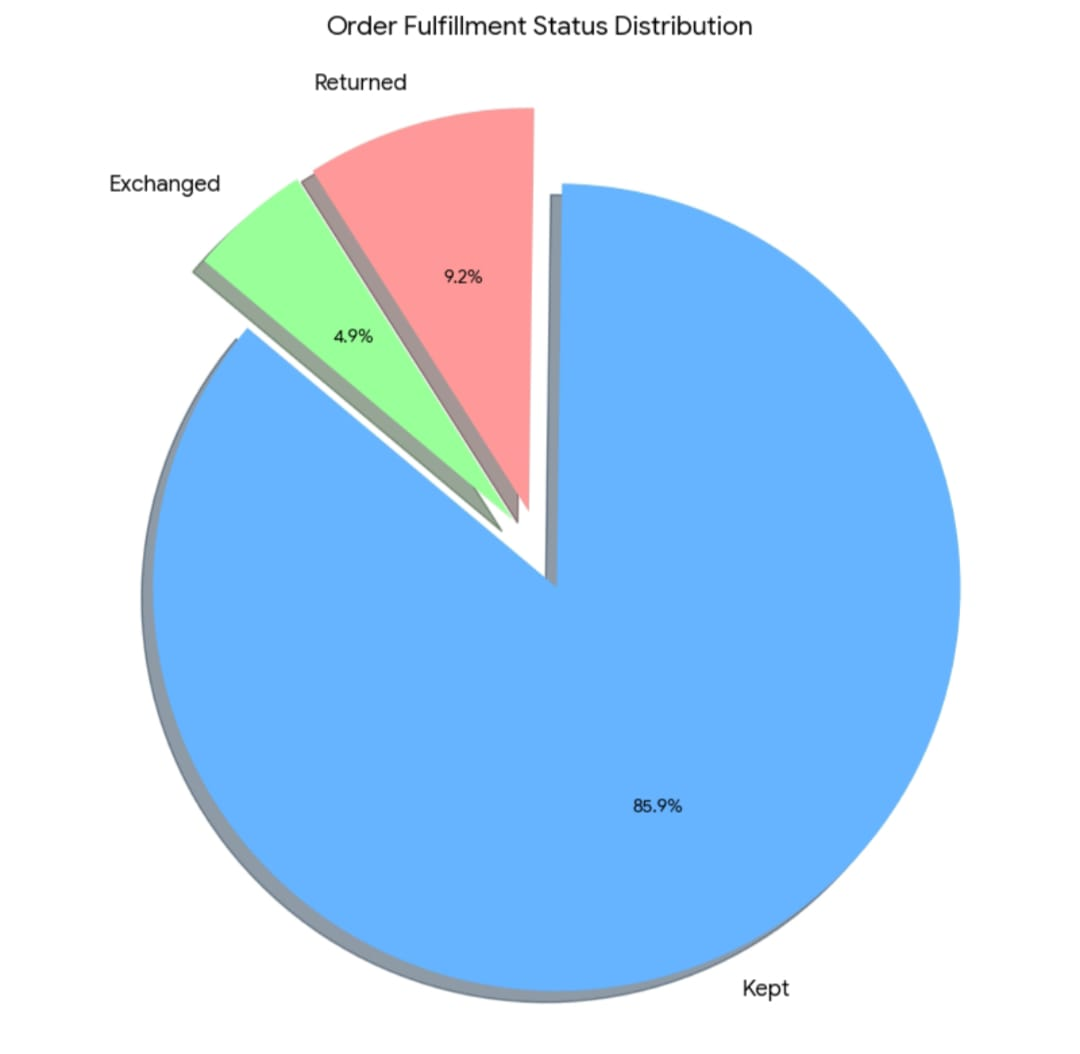 Order Fulfillment Status Distribution
Returned
Exchanged
9.2%
4.9%
85.9%
Kept